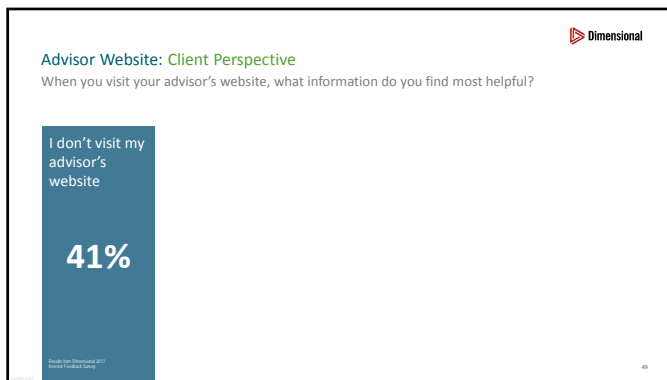 Dimensional
Advisor Website: Client Perspective
When you visit your advisor's website, what information do you find most helpful?
I don't visit my
advisor's
website
41%
Results from Dimensional 2017
Investor Feedback Survey
49